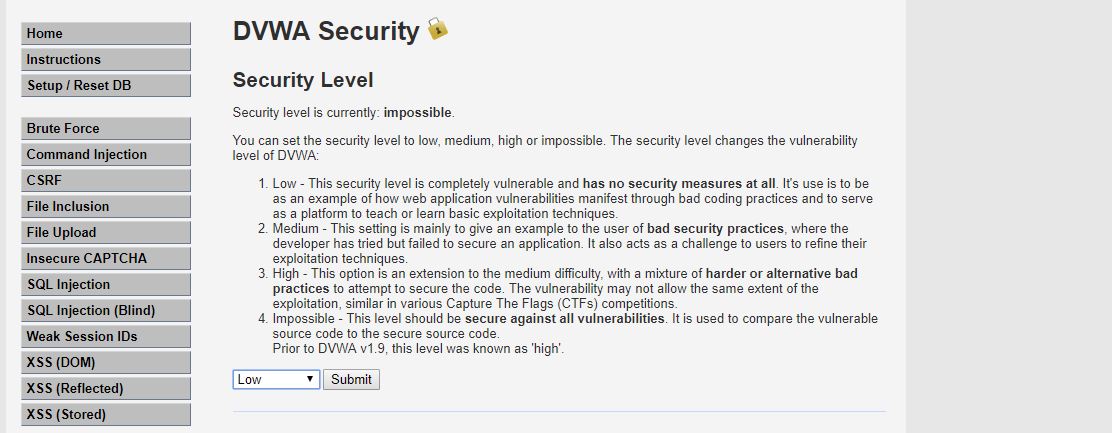 Home
Instructions
Setup / Reset DB
Brute Force
Command Injection
CSRF
File Inclusion
File Upload
Insecure CAPTCHA
SQL Injection
SQL Injection (Blind)
Weak Session IDs
XSS (DOM)
XSS (Reflected)
XSS (Stored)
DVWA Security
Security Level
Security level is currently: impossible.
You can set the security level to low, medium, high or impossible. The security level changes the vulnerability
level of DVWA:
1. Low - This security level is completely vulnerable and has no security measures at all. It's use is to be
as an example of how web application vulnerabilities manifest through bad coding practices and to serve
as a platform to teach or learn basic exploitation techniques.
2. Medium - This setting is mainly to give an example to the user of bad security practices, where the
developer has tried but failed to secure an application. It also acts as a challenge to users to refine their
exploitation techniques.
3. High - This option is an extension to the medium difficulty, with a mixture of harder or alternative bad
practices to attempt to secure the code. The vulnerability may not allow the same extent of the
exploitation, similar in various Capture The Flags (CTFs) competitions.
4. Impossible - This level should be secure against all vulnerabilities. It is used to compare the vulnerable
source code to the secure source code.
Prior to DVWA v1.9, this level was known as 'high'.
Low Submit